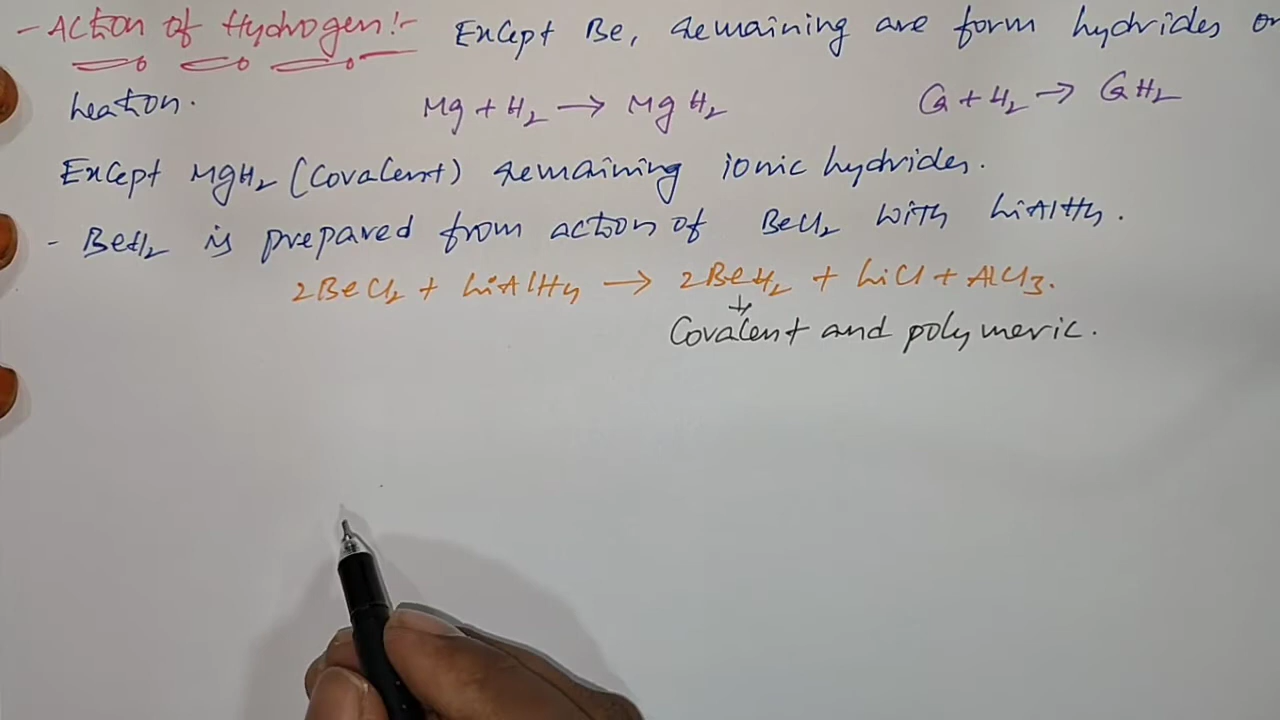 - Action of Hydrogen:- Except Be, remaining are form hydrides on
heation.
Mg + H₂ → MgH₂
Ca + H₂ → CaH₂
Except MgH₂ (covalent) remaining ionic hydrides.
- BeH₂ is prepared from action of BeCl₂ with LiAlH₄.
2BeCl₂ + LiAlH₄ → 2BeH₂ + LiCl + AlCl₃.
↓
Covalent and polymeric.